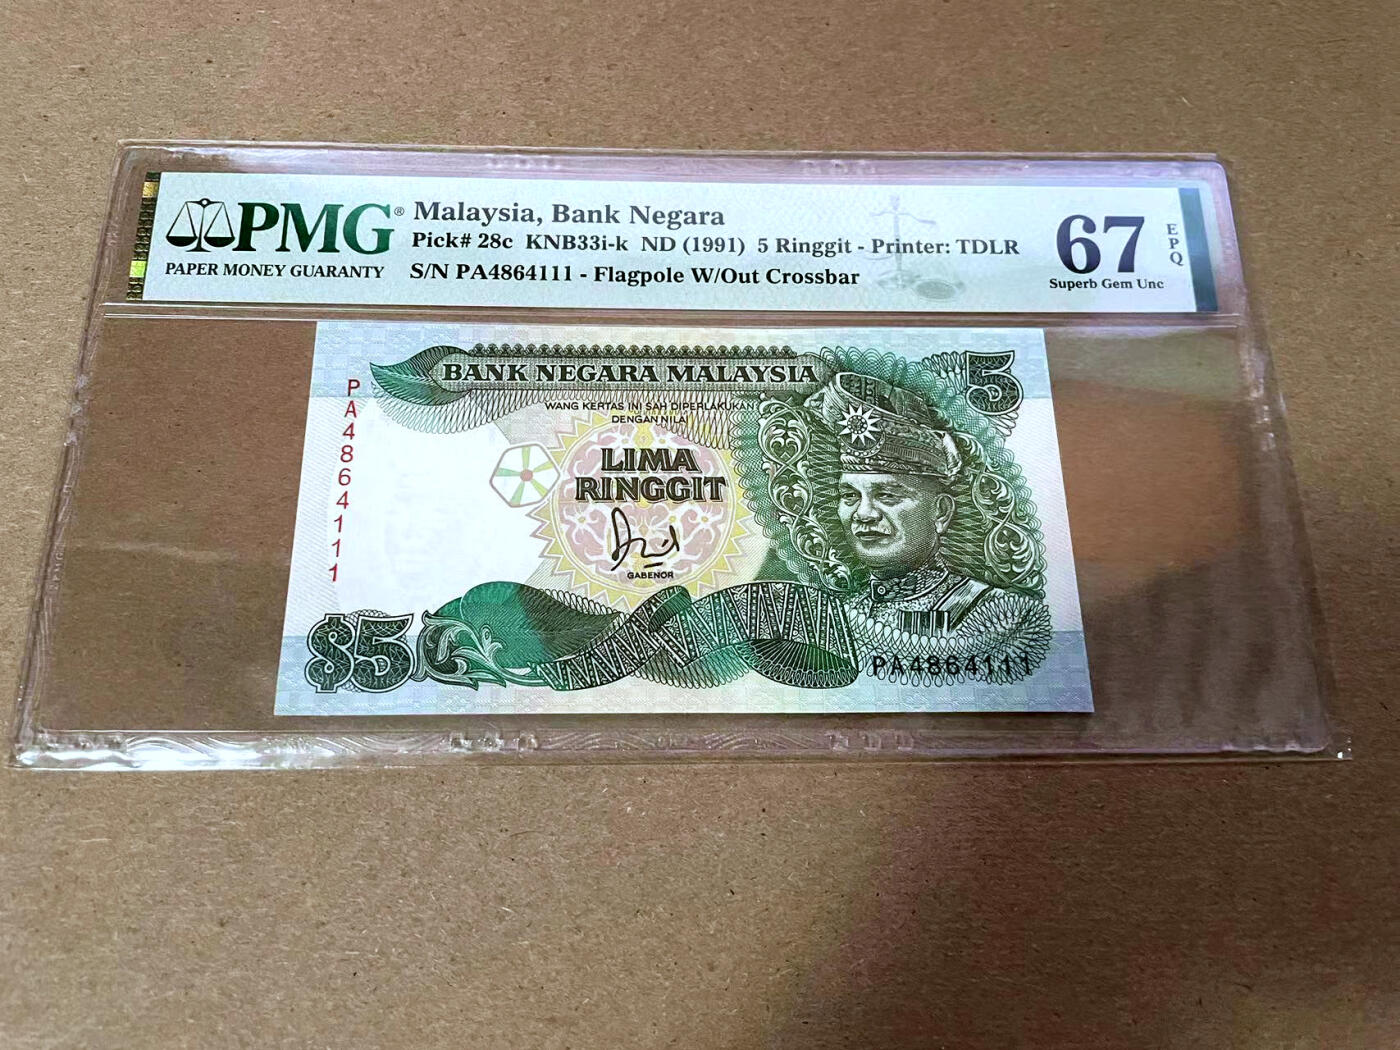 PMG® Malaysia, Bank Negara
Pick# 28c KNB33i-k ND (1991) 5 Ringgit - Printer: TDLR
PAPER MONEY GUARANTY S/N PA4864111 - Flagpole W/Out Crossbar
67 EPQ
Superb Gem Unc
BANK NEGARA MALAYSIA 5
WANG KERTAS INI SAH DIPERLAKUKAN
DENGAN NILAI
PA4864111
LIMA
RINGGIT
GABENOR
$5
PA4864111